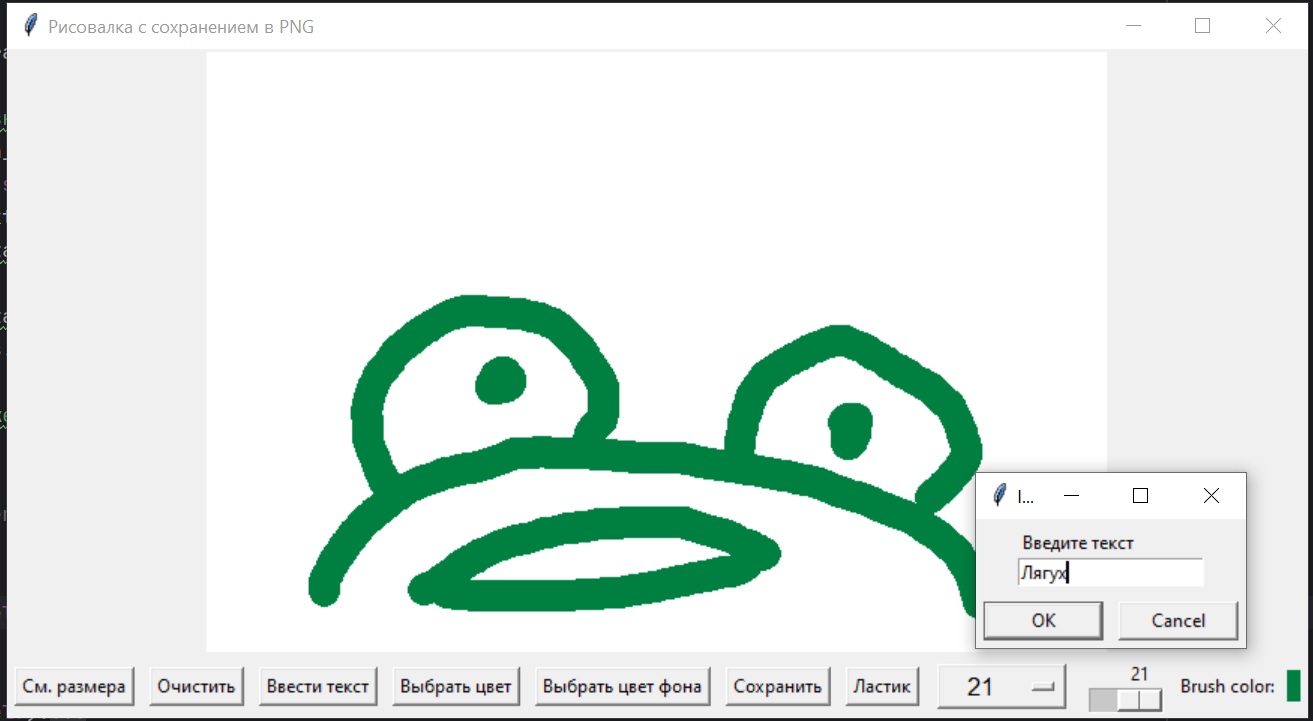 Рисовалка с сохранением в PNG
I...
Введите текст
Лягух
OK
Cancel
См. размера
Очистить
Ввести текст
Выбрать цвет
Выбрать цвет фона
Сохранить
Ластик
21
21
Brush color: